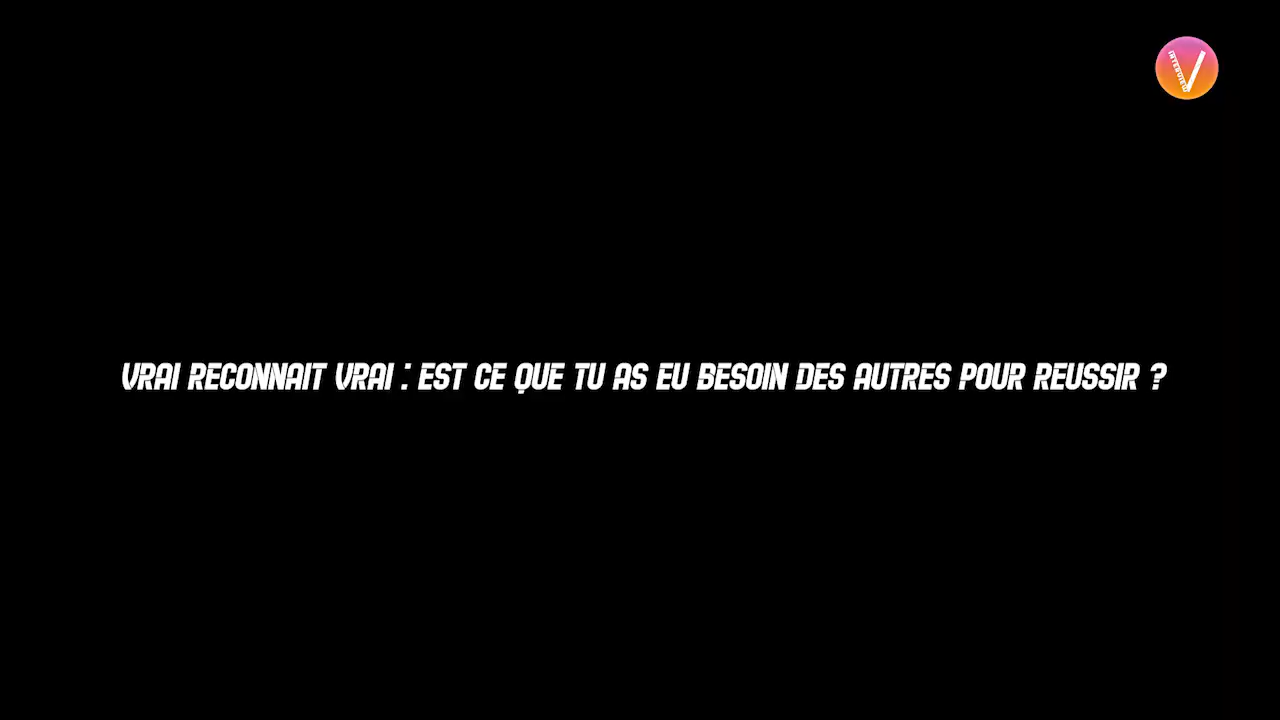 V
VRAI RECONNAIT VRAI : EST CE QUE TU AS EU BESOIN DES AUTRES POUR REUSSIR ?